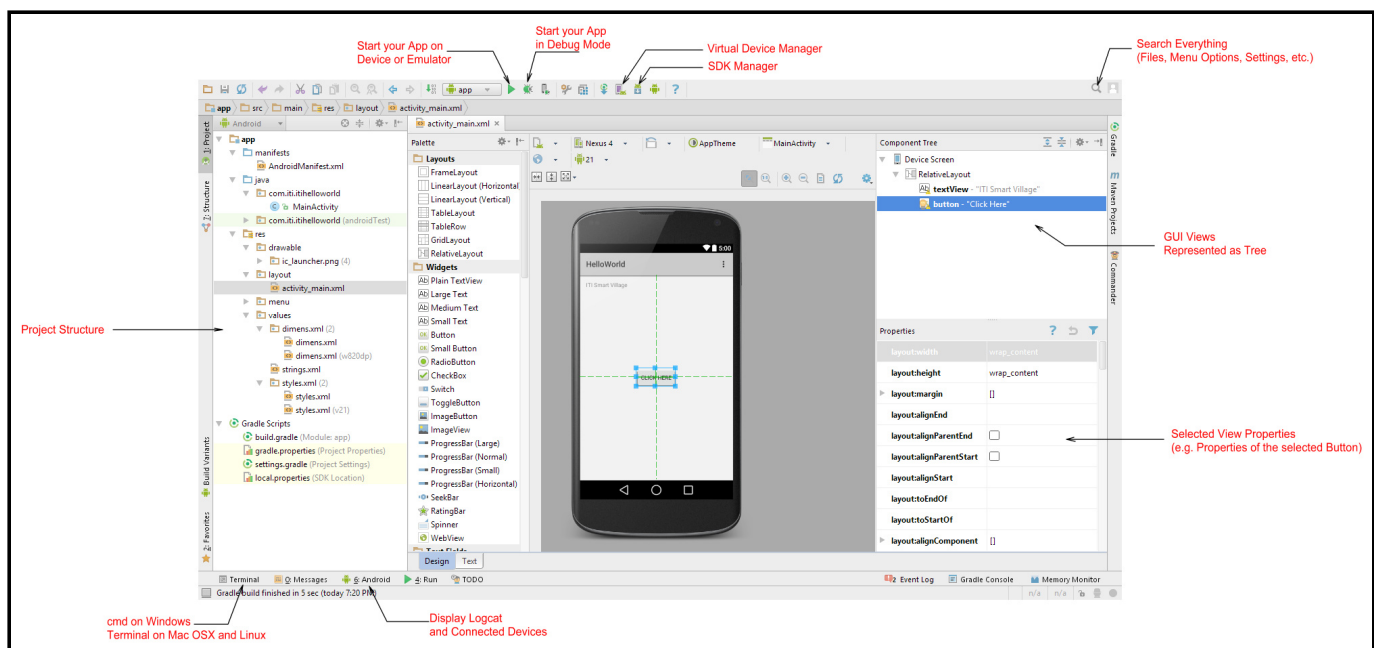 Start your App on
Device or Emulator
Start your App
in Debug Mode
Virtual Device Manager
SDK Manager
Search Everything
(Files, Menu Options, Settings, etc.)
app
?
app src main res layout activity_main.xml
1: Project
Z: Structure
Build Variants
2: Favorites
Android
app
manifests
AndroidManifest.xml
java
com.iti.itihelloworld
MainActivity
com.iti.itihelloworld (androidTest)
res
drawable
ic_launcher.png (4)
layout
activity_main.xml
menu
values
dimens.xml (2)
dimens.xml
dimens.xml (w820dp)
strings.xml
styles.xml (2)
styles.xml
styles.xml (v21)
Gradle Scripts
build.gradle (Module: app)
gradle.properties (Project Properties)
settings.gradle (Project Settings)
local.properties (SDK Location)
Project Structure
activity_main.xml
Palette
Layouts
FrameLayout
LinearLayout (Horizontal
LinearLayout (Vertical)
TableLayout
TableRow
GridLayout
RelativeLayout
Widgets
Plain TextView
Large Text
Medium Text
Small Text
Button
Small Button
RadioButton
CheckBox
Switch
ToggleButton
ImageButton
ImageView
ProgressBar (Large)
ProgressBar (Normal)
ProgressBar (Small)
ProgressBar (Horizontal)
SeekBar
RatingBar
Spinner
WebView
Text Fields
Design Text
Nexus 4 AppTheme MainActivity
21
5:00
HelloWorld
ITI Smart Village
CLICK HERE
Component Tree
Device Screen
RelativeLayout
textView - "ITI Smart Village"
button - "Click Here"
GUI Views
Represented as Tree
Gradle
m Maven Projects
Commander
Properties
?
layout:width wrap_content
layout:height wrap_content
layout:margin []
layout:alignEnd
layout:alignParentEnd
layout:alignParentStart
layout:alignStart
layout:toEndOf
layout:toStartOf
layout:alignComponent []
Selected View Properties
(e.g. Properties of the selected Button)
Terminal 0: Messages 6: Android 4: Run TODO
2 Event Log Gradle Console Memory Monitor
Gradle build finished in 5 sec (today 7:20 PM)
n/a n/a
cmd on Windows
Terminal on Mac OSX and Linux
Display Logcat
and Connected Devices